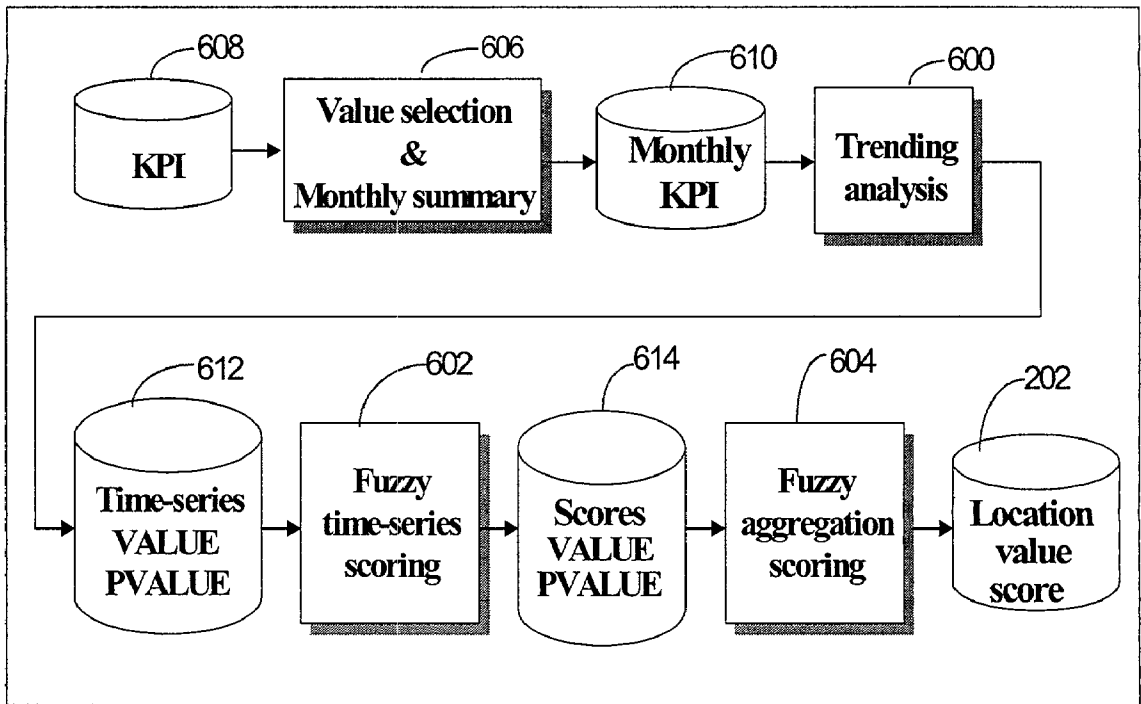 608
606
610
600
KPI
Value selection
&
Monthly summary
Monthly
KPI
Trending
analysis
612
602
614
604
202
Time-series
VALUE
PVALUE
Fuzzy
time-series
scoring
Scores
VALUE
PVALUE
Fuzzy
aggregation
scoring
Location
value
score